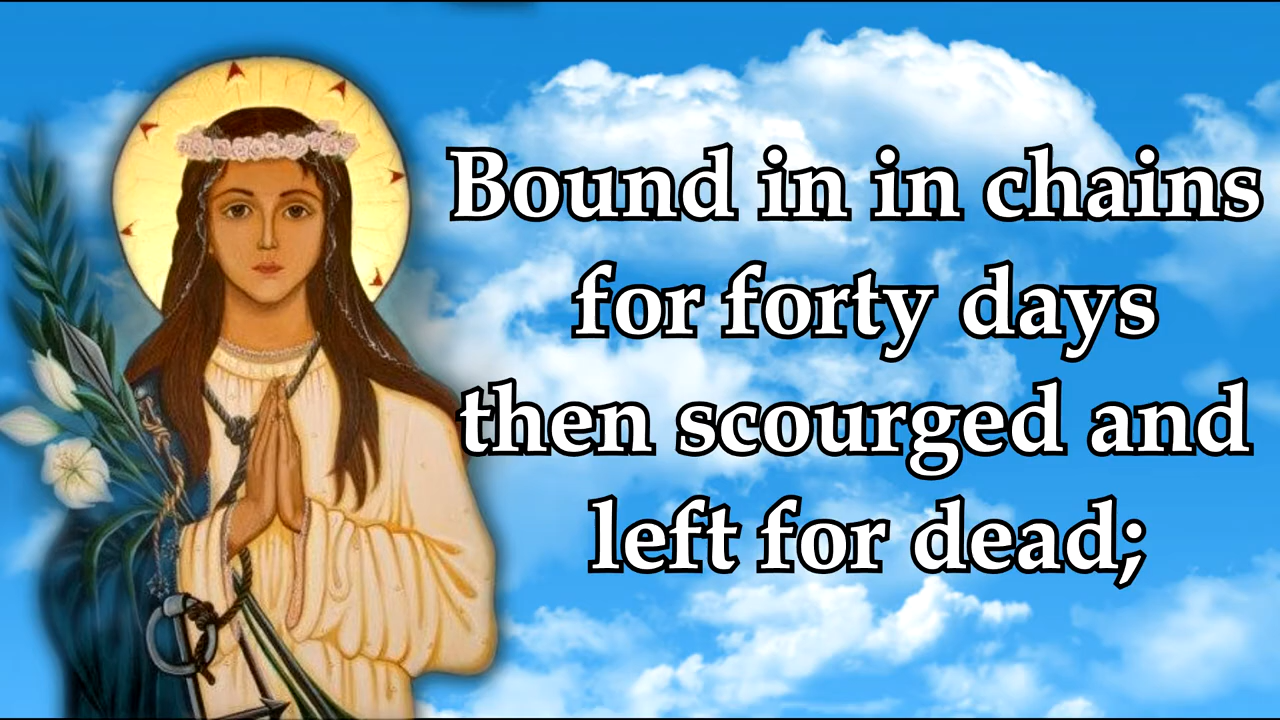 Bound in in chains
for forty days
then scourged and
left for dead;